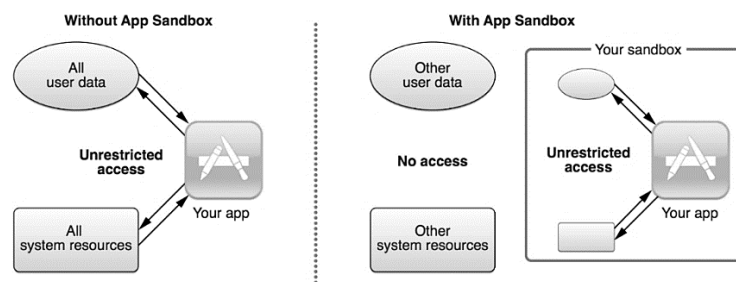 Without App Sandbox
All
user data
Unrestricted
access
Your app
All
system resources
With App Sandbox
Other
user data
No access
Other
system resources
Your sandbox
Unrestricted
access
Your app